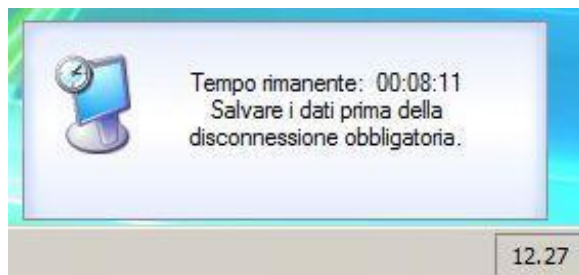 Tempo rimanente: 00:08:11
Salvare i dati prima della
disconnessione obbligatoria.
12.27